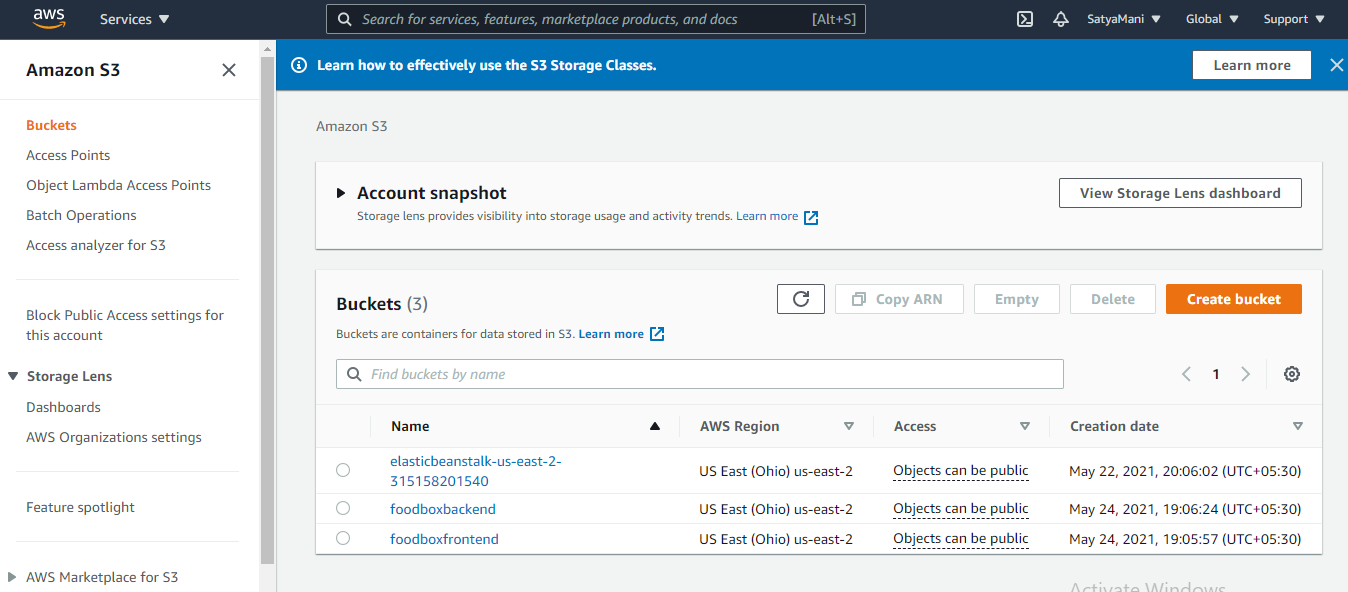 aws Services Search for services, features, marketplace products, and docs [Alt+S] SatyaMani Global Support
Amazon S3
Buckets
Access Points
Object Lambda Access Points
Batch Operations
Access analyzer for S3
Block Public Access settings for
this account
Storage Lens
Dashboards
AWS Organizations settings
Feature spotlight
AWS Marketplace for S3
Learn how to effectively use the S3 Storage Classes. Learn more
Amazon S3
Account snapshot View Storage Lens dashboard
Storage lens provides visibility into storage usage and activity trends. Learn more
Buckets (3) Copy ARN Empty Delete Create bucket
Buckets are containers for data stored in S3. Learn more
Find buckets by name 1
Name AWS Region Access Creation date
elasticbeanstalk-us-east-2-
315158201540 US East (Ohio) us-east-2 Objects can be public May 22, 2021, 20:06:02 (UTC+05:30)
foodboxbackend US East (Ohio) us-east-2 Objects can be public May 24, 2021, 19:06:24 (UTC+05:30)
foodboxfrontend US East (Ohio) us-east-2 Objects can be public May 24, 2021, 19:05:57 (UTC+05:30)
Activate Windows